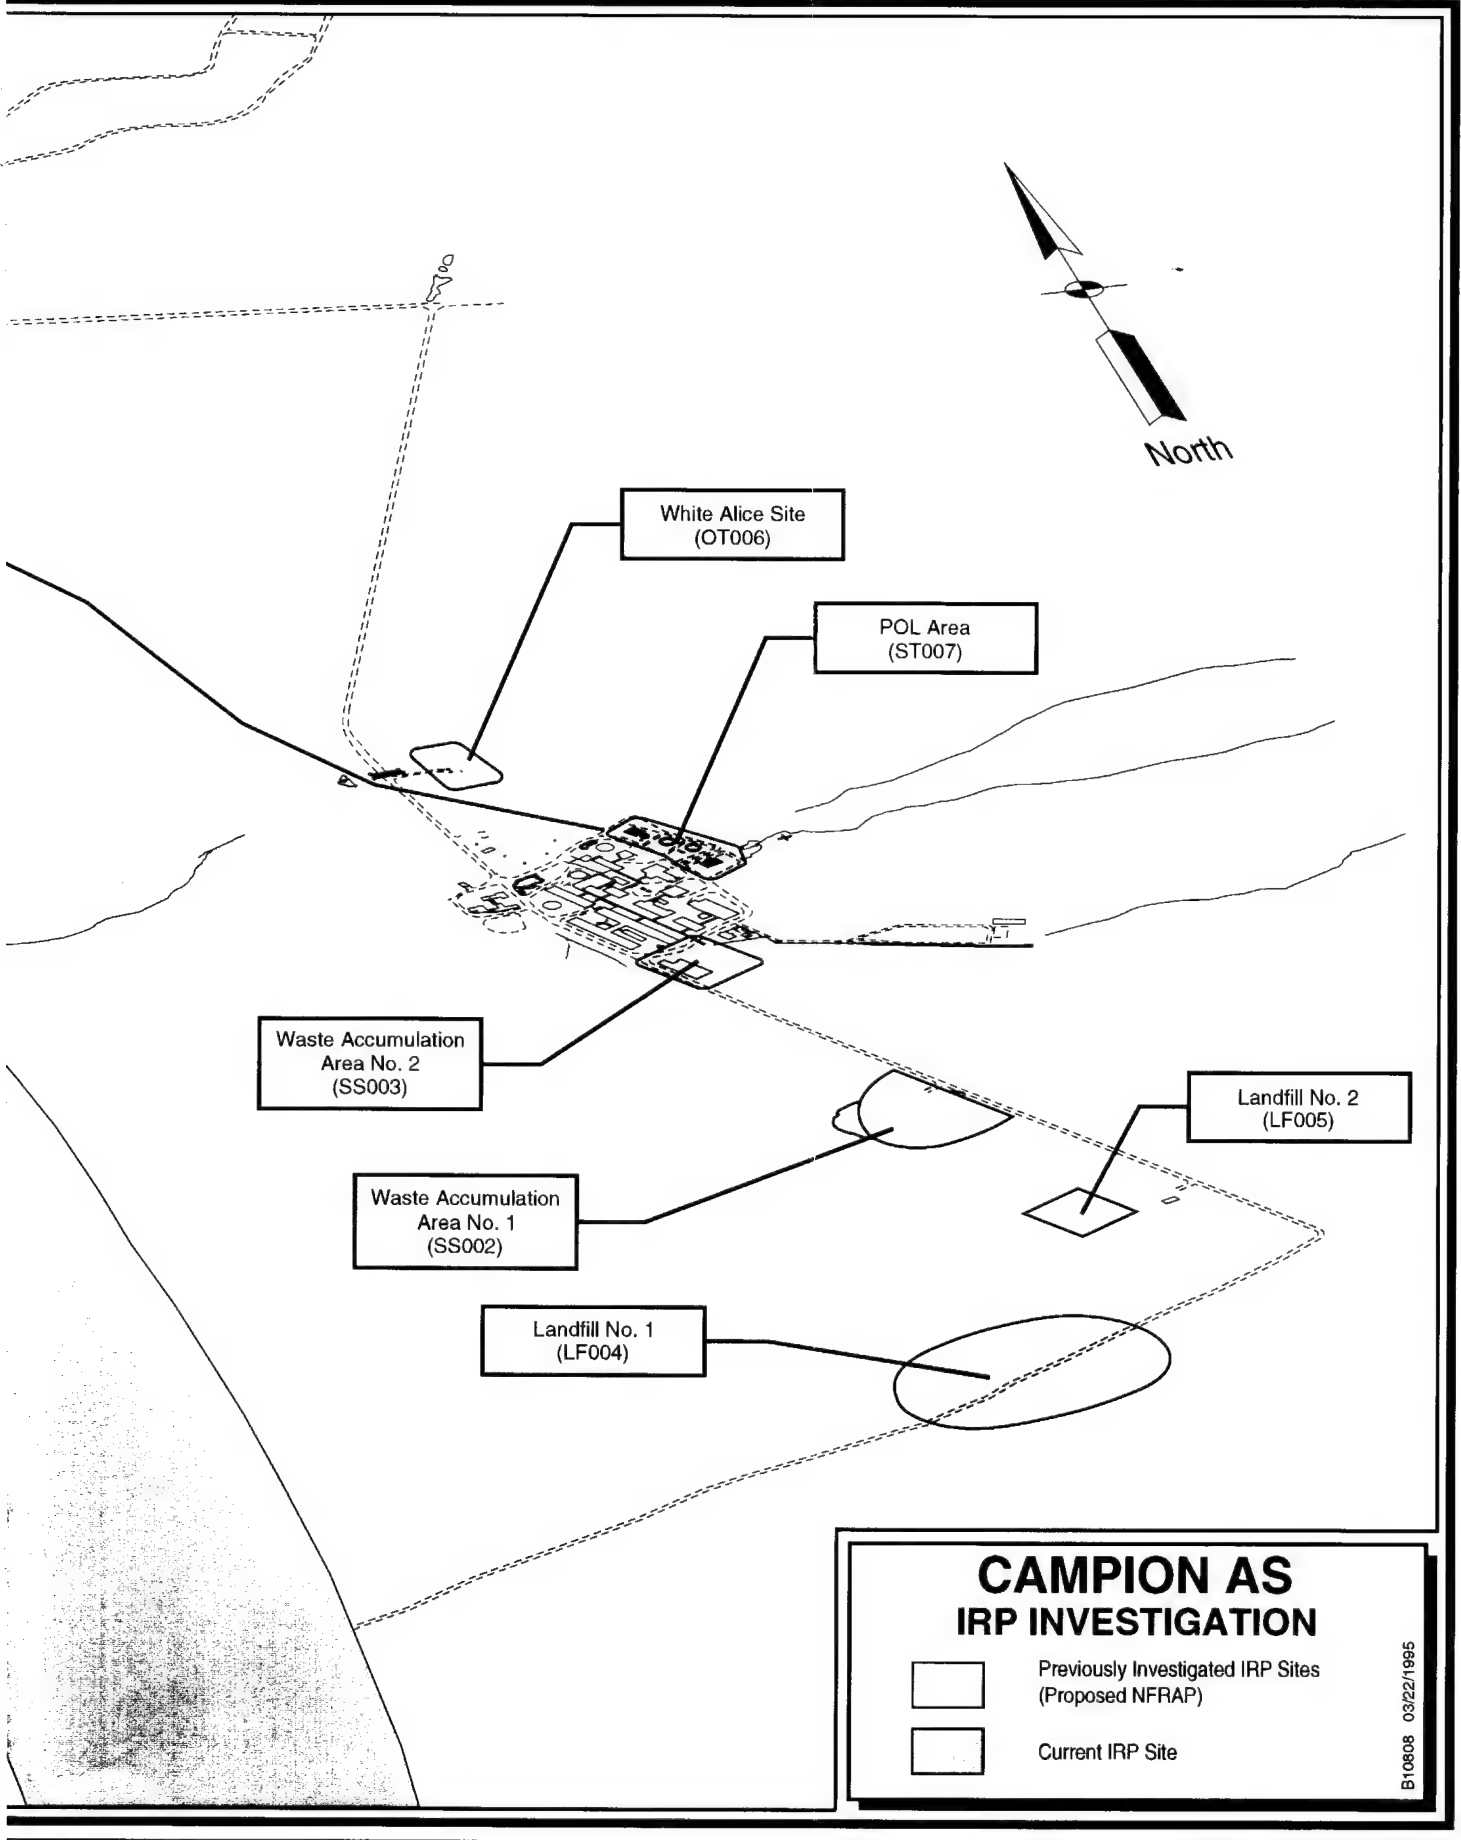 North
White Alice Site
(OT006)
POL Area
(ST007)
Waste Accumulation
Area No. 2
(SS003)
Landfill No. 2
(LF005)
Waste Accumulation
Area No. 1
(SS002)
Landfill No. 1
(LF004)
CAMPION AS
IRP INVESTIGATION
Previously Investigated IRP Sites
(Proposed NFRAP)
Current IRP Site
B10808 03/22/1995